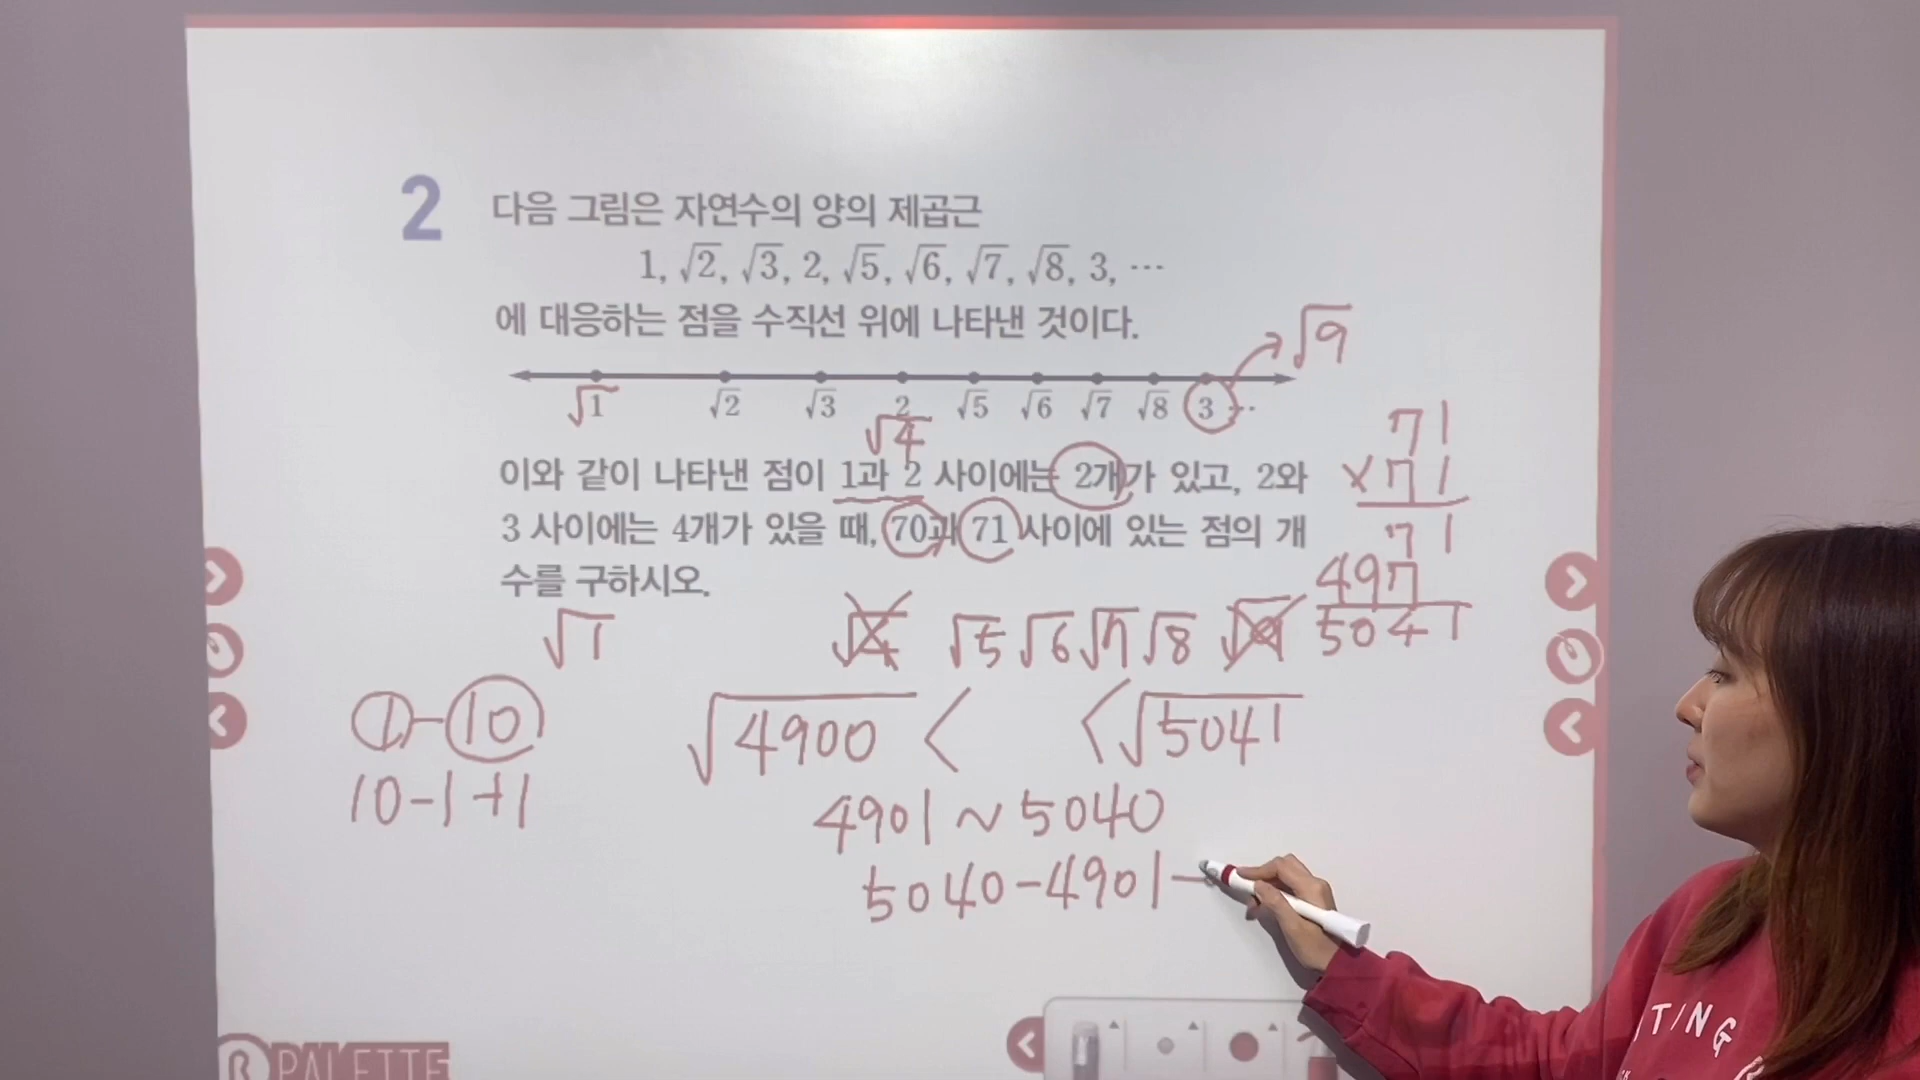 2
다음 그림은 자연수의 양의 제곱근
1, √2, √3, 2, √5, √6, √7, √8, 3, ⋯
에 대응하는 점을 수직선 위에 나타낸 것이다.
√9
√1 √2 √3 2 √5 √6 √7 √8 3 ⋯
√4
이와 같이 나타낸 점이 1과 2 사이에는 2개가 있고, 2와
3 사이에는 4개가 있을 때, 70과 71 사이에 있는 점의 개
수를 구하시오.
71
×71
71
497
5041
√1 √4 √5 √6 √7 √8 √9
√4900 < < √5041
4901 ~ 5040
5040-4901-
1-10
10-1+1
PALETTE
TING